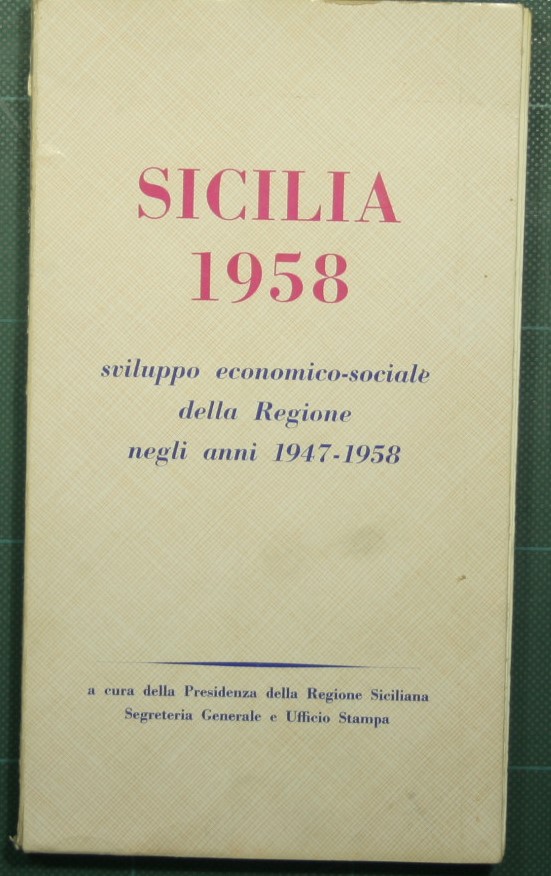 SICILIA
1958
sviluppo economico-sociale
della Regione
negli anni 1947-1958
a cura della Presidenza della Regione Siciliana
Segreteria Generale e Ufficio Stampa